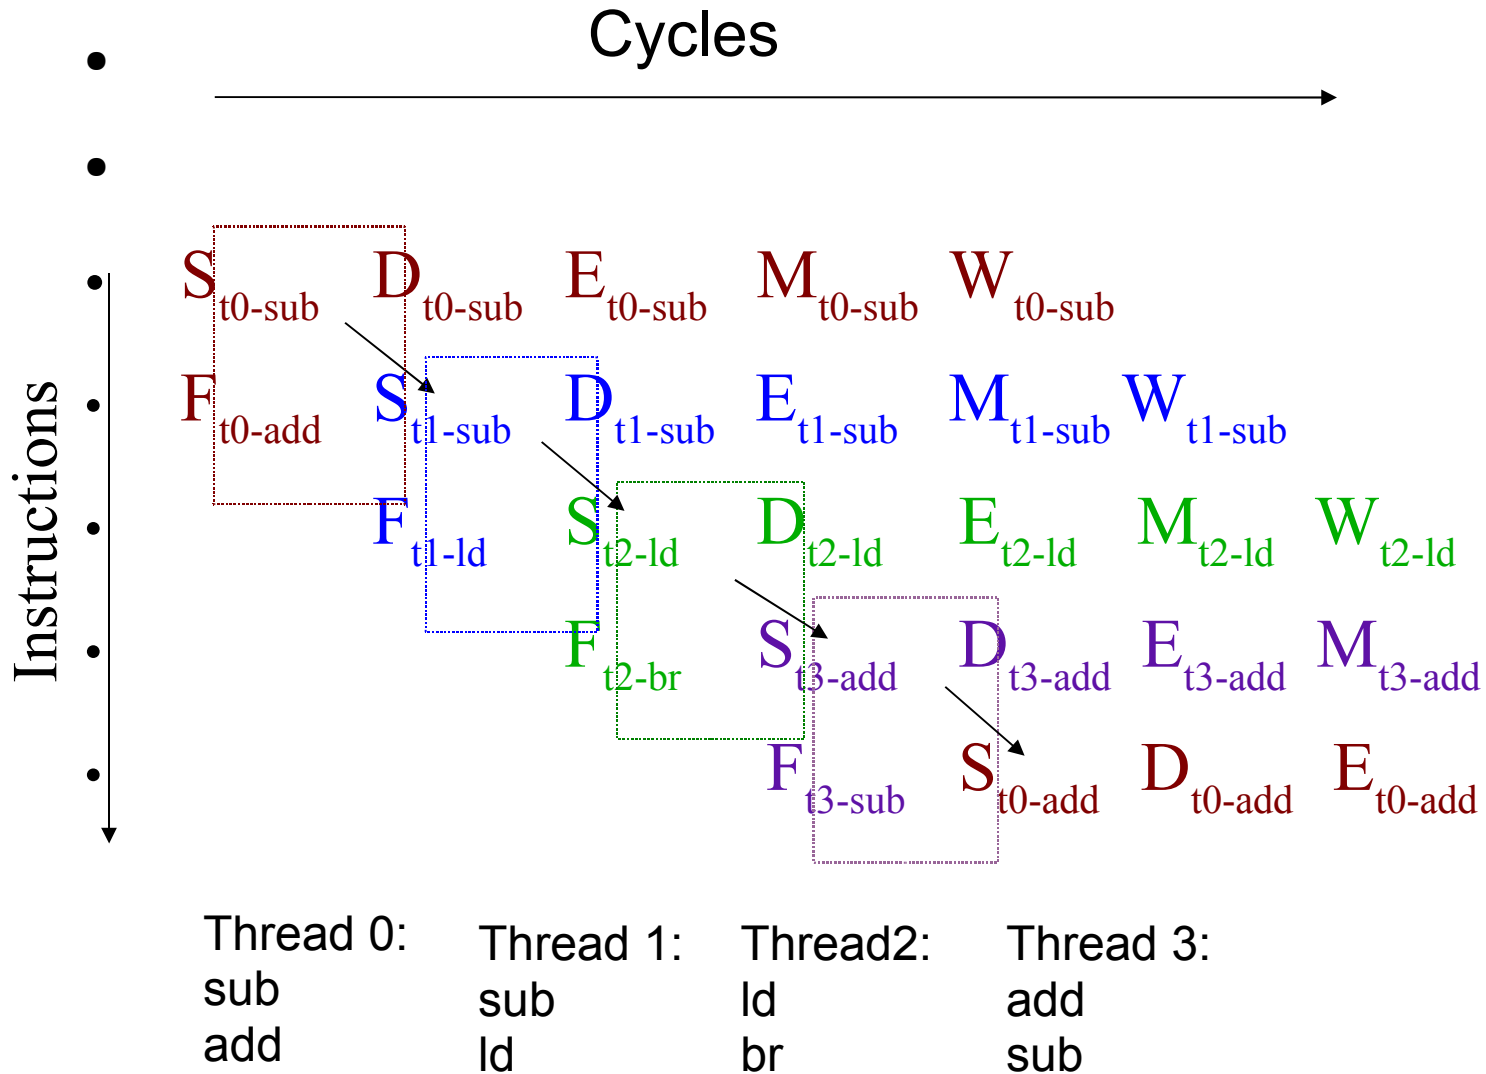 Cycles
Instructions
S t0-sub D t0-sub E t0-sub M t0-sub W t0-sub
F t0-add S t1-sub D t1-sub E t1-sub M t1-sub W t1-sub
F t1-ld S t2-ld D t2-ld E t2-ld M t2-ld W t2-ld
F t2-br S t3-add D t3-add E t3-add M t3-add
F t3-sub S t0-add D t0-add E t0-add
Thread 0:
sub
add
Thread 1:
sub
ld
Thread2:
ld
br
Thread 3:
add
sub